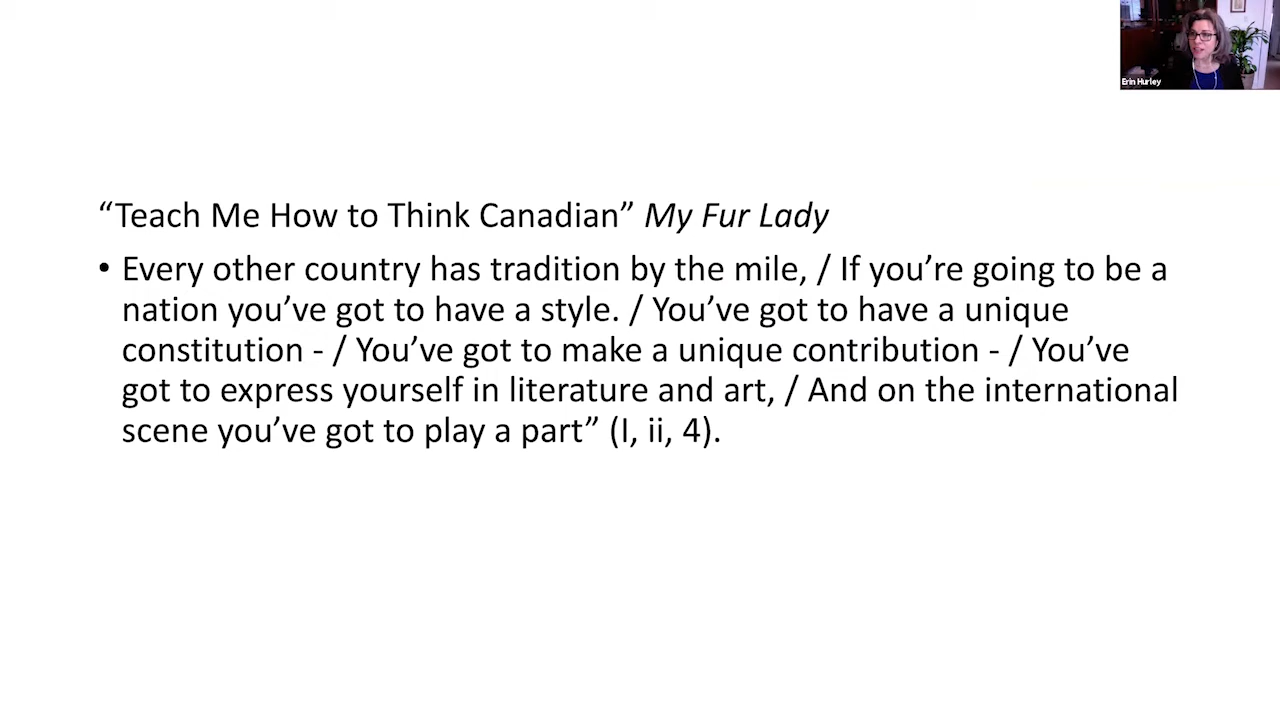 Erin Hurley
“Teach Me How to Think Canadian” My Fur Lady
• Every other country has tradition by the mile, / If you’re going to be a
nation you’ve got to have a style. / You’ve got to have a unique
constitution - / You’ve got to make a unique contribution - / You’ve
got to express yourself in literature and art, / And on the international
scene you’ve got to play a part” (I, ii, 4).